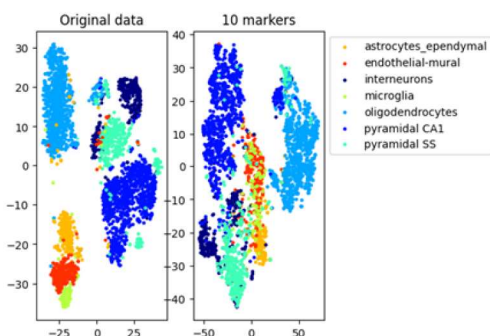 Original data
10 markers
30
20
10
0
−10
−20
−30
−25 0 25
40
30
20
10
0
−10
−20
−30
−40
−50 0 50
astrocytes_ependymal
endothelial-mural
interneurons
microglia
oligodendrocytes
pyramidal CA1
pyramidal SS